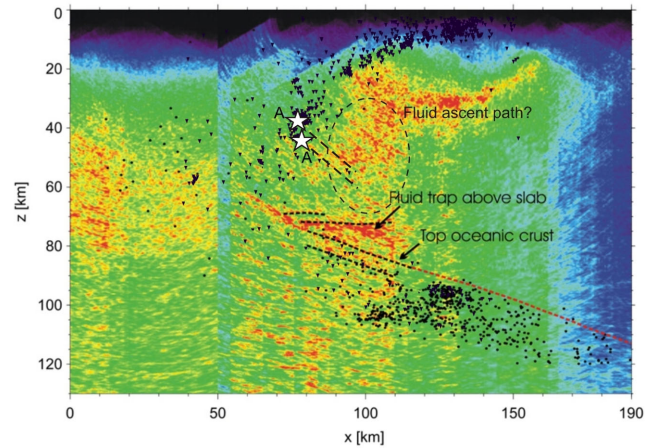 0
20
40
60
80
100
120
z [km]
A
A
Fluid ascent path?
Fluid trap above slab
Top oceanic crust
0 50 100 150 190
x [km]